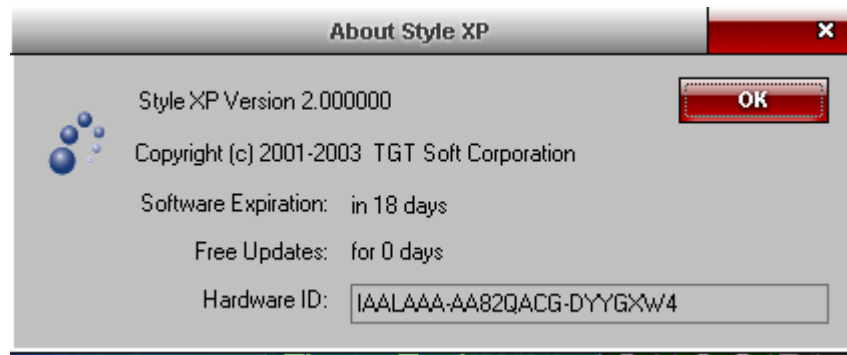 About Style XP
Style XP Version 2.000000
OK
Copyright (c) 2001-2003 TGT Soft Corporation
Software Expiration: in 18 days
Free Updates: for 0 days
Hardware ID: IAALAAA-AA82QACG-DYYGXW4